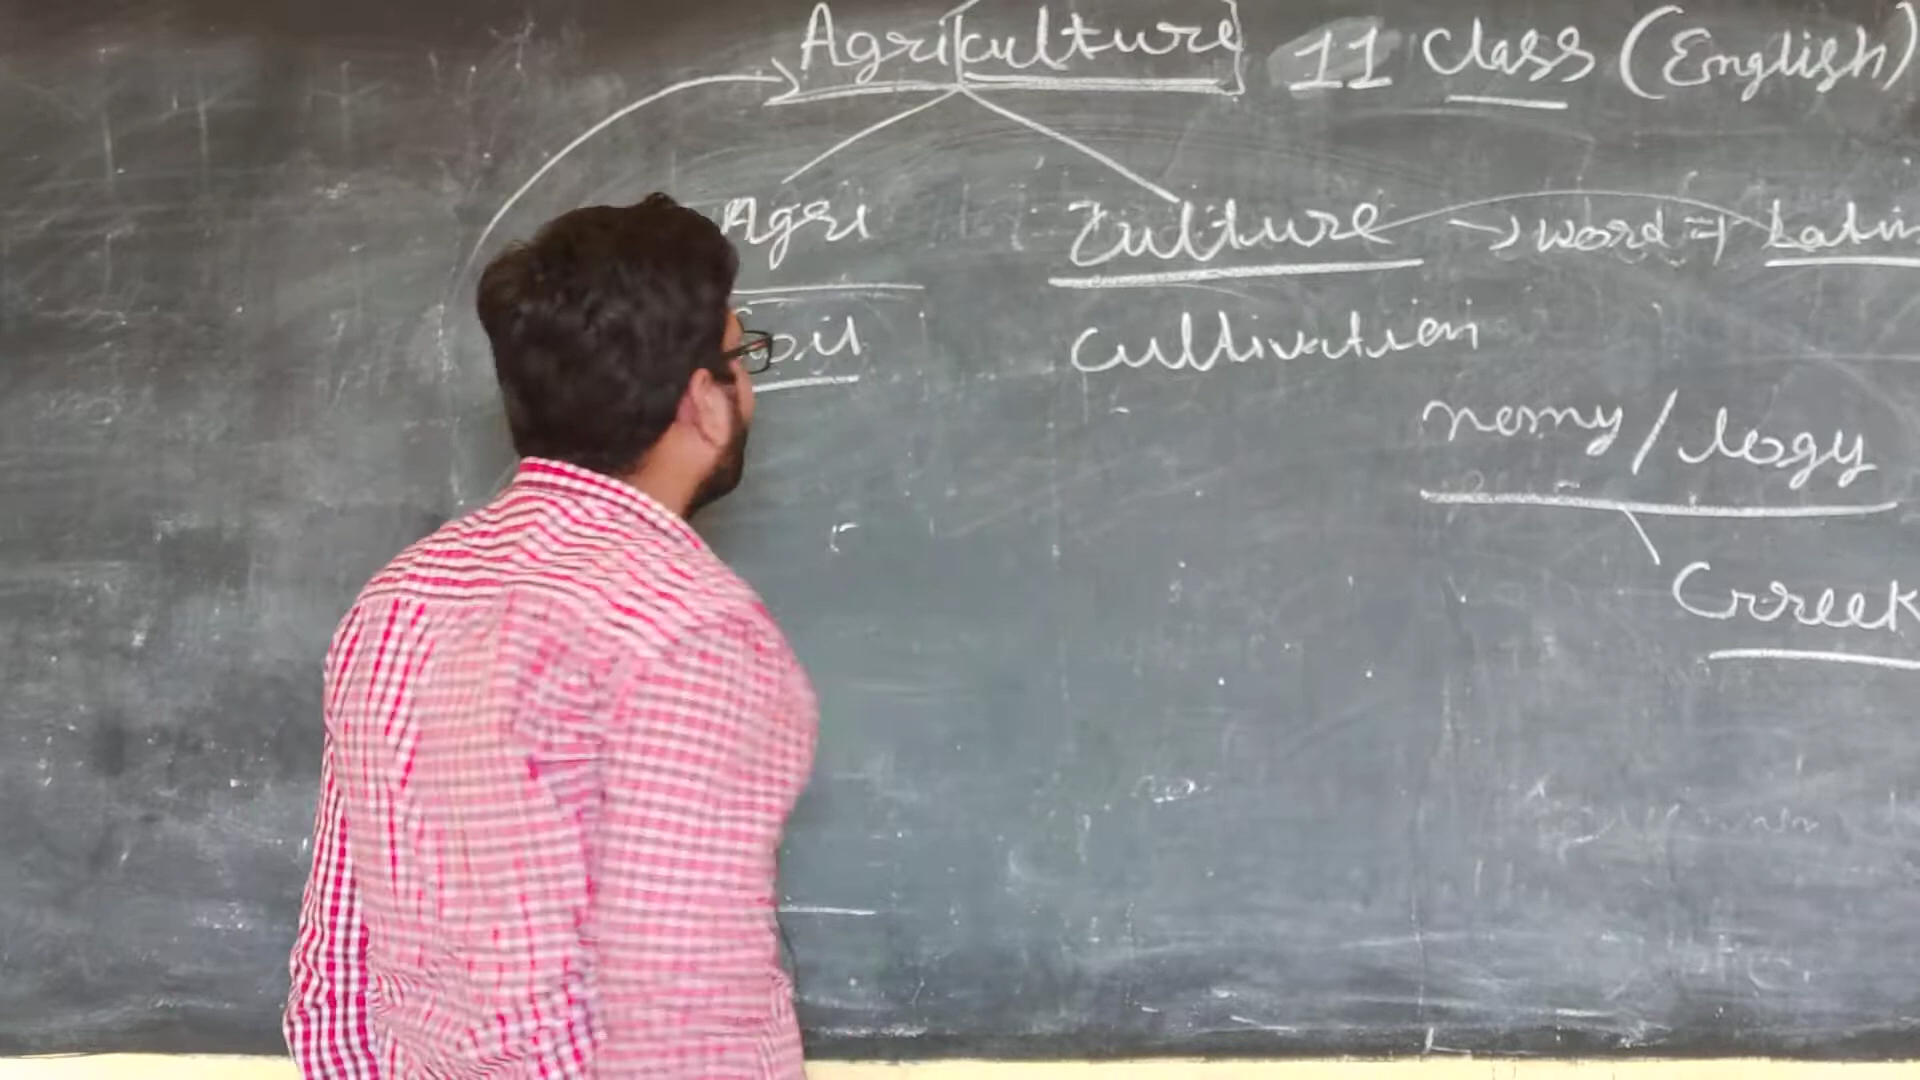 Agriculture 11 Class (English)
Agri Culture → word ⇒ Latin
Soil Cultivation
nomy / logy
Greek